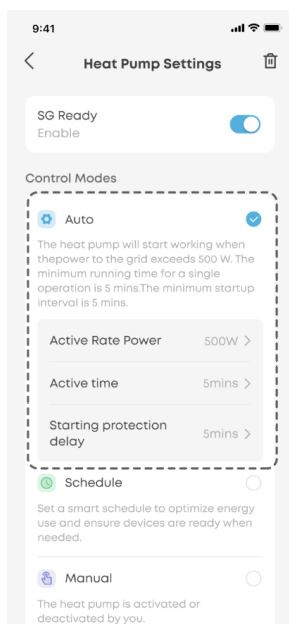 9:41
Heat Pump Settings
SG Ready
Enable
Control Modes
Auto
The heat pump will start working when
thepower to the grid exceeds 500 W. The
minimum running time for a single
operation is 5 mins.The minimum startup
interval is 5 mins.
Active Rate Power 500W >
Active time 5mins >
Starting protection
delay 5mins >
Schedule
Set a smart schedule to optimize energy
use and ensure devices are ready when
needed.
Manual
The heat pump is activated or
deactivated by you.